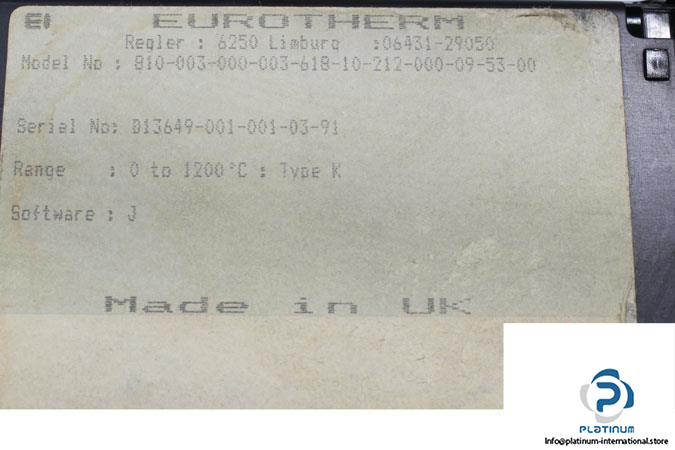 EUROTHERM
Regler : 6250 Limburg :06431-29050
Model No : 810-003-000-003-618-10-212-000-09-53-00
Serial No: D13649-001-001-03-91
Range : 0 to 1200°C : Type K
Software : J
Made in UK
PLATINUM
Info@platinum-international.store